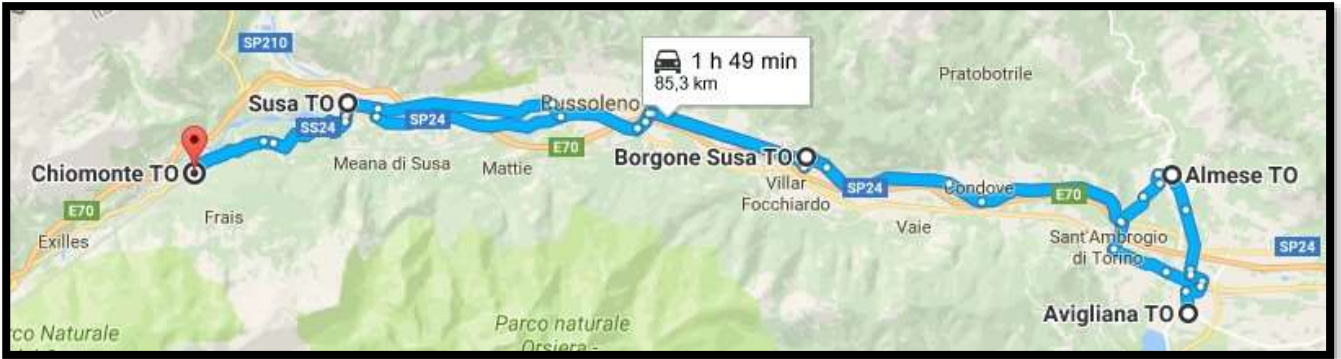 SP210
1 h 49 min
85,3 km
Pratobotrile
Susa TO
Bussoleno
SS24
SP24
E70
Meana di Susa
Mattie
Borgone Susa TO
Chiomonte TO
Almese TO
Villar
Focchiardo
SP24
Condove
E70
E70
Frais
Exilles
Vaie
Sant'Ambrogio
di Torino
SP24
Avigliana TO
rco Naturale
Parco naturale
Orsiera -